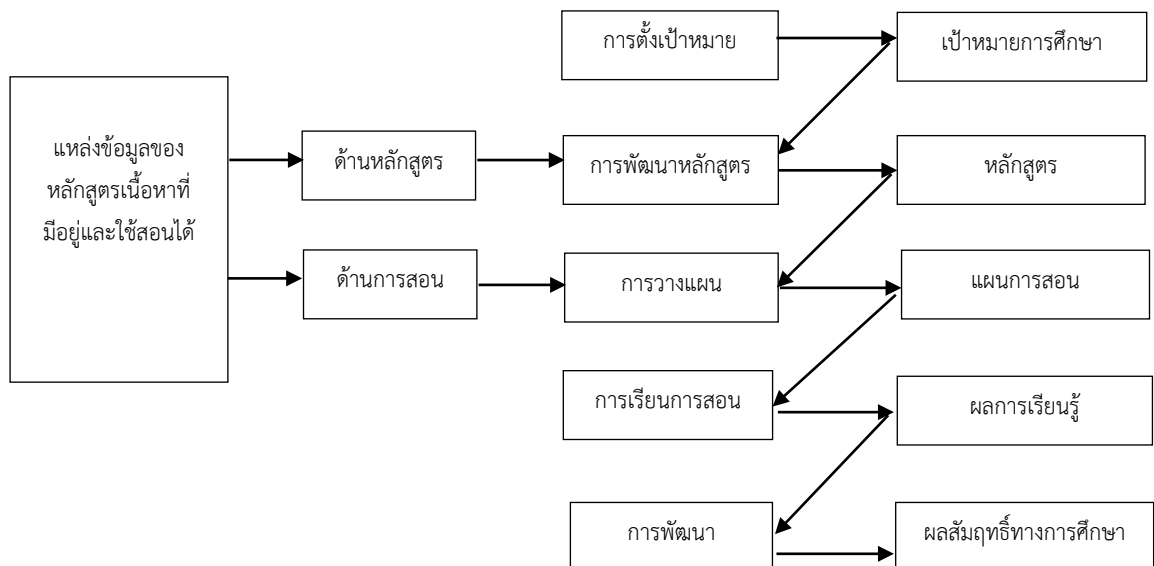 การตั้งเป้าหมาย
เป้าหมายการศึกษา
แหล่งข้อมูลของ
หลักสูตรเนื้อหาที่
มีอยู่และใช้สอนได้
ด้านหลักสูตร
การพัฒนาหลักสูตร
หลักสูตร
ด้านการสอน
การวางแผน
แผนการสอน
การเรียนการสอน
ผลการเรียนรู้
การพัฒนา
ผลสัมฤทธิ์ทางการศึกษา